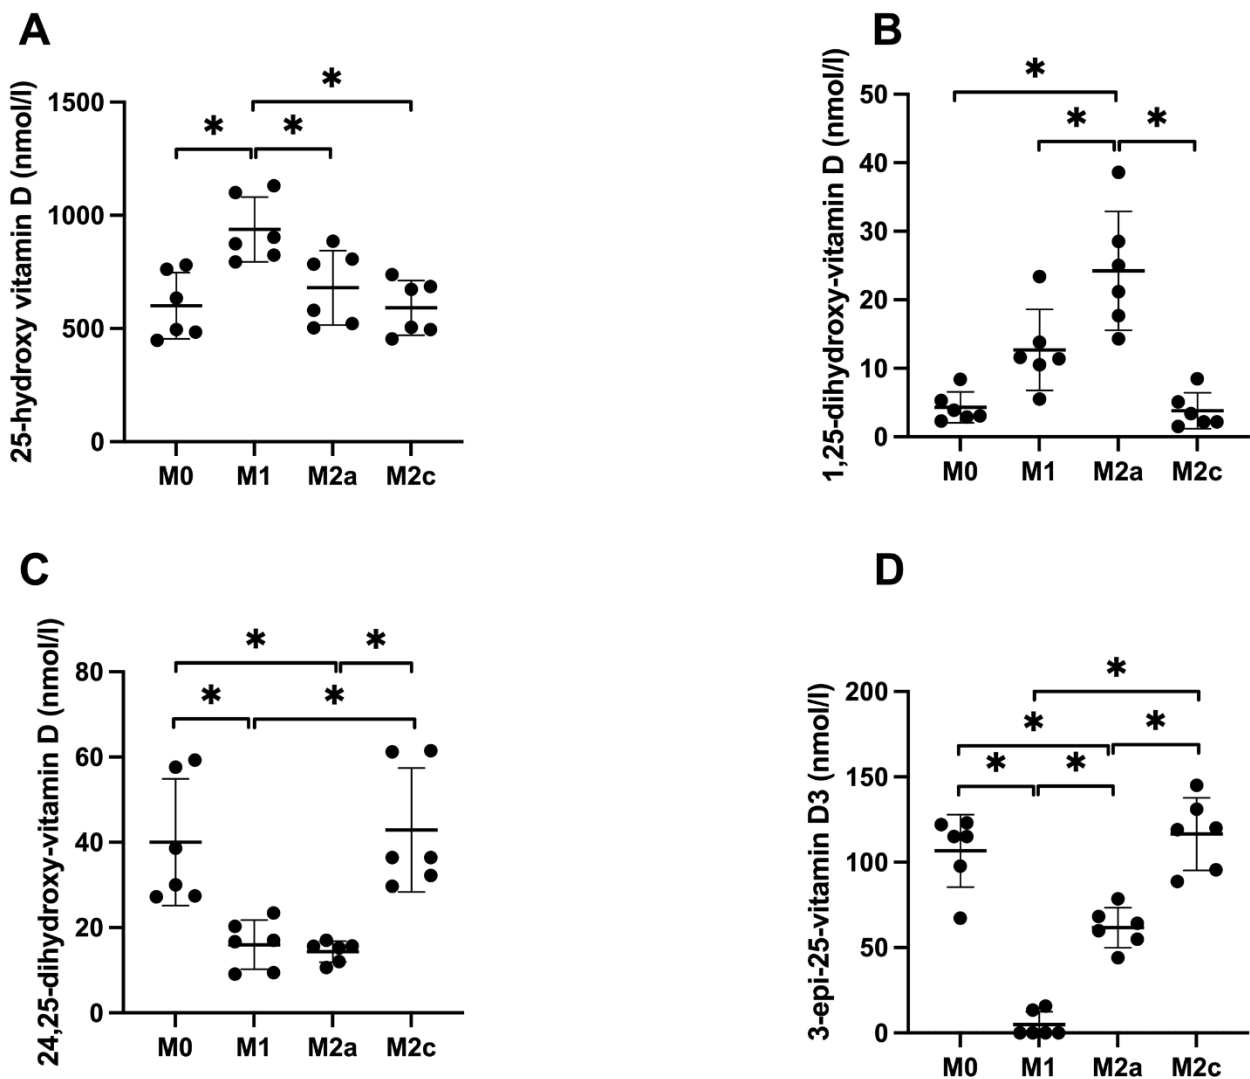 A
25-hydroxy vitamin D (nmol/l)
1500
1000
500
0
M0 M1 M2a M2c
* * *
B
1,25-dihydroxy-vitamin D (nmol/l)
50
40
30
20
10
0
M0 M1 M2a M2c
* * *
C
24,25-dihydroxy-vitamin D (nmol/l)
80
60
40
20
0
M0 M1 M2a M2c
* * * *
D
3-epi-25-vitamin D3 (nmol/l)
200
150
100
50
0
M0 M1 M2a M2c
* * * * *